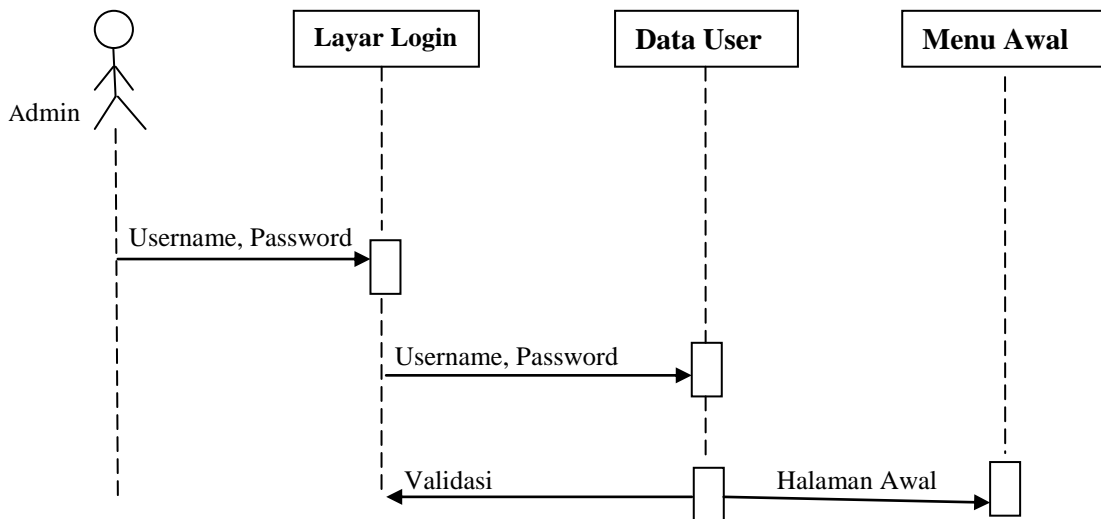 Layar Login
Data User
Menu Awal
Admin
Username, Password
Username, Password
Validasi
Halaman Awal